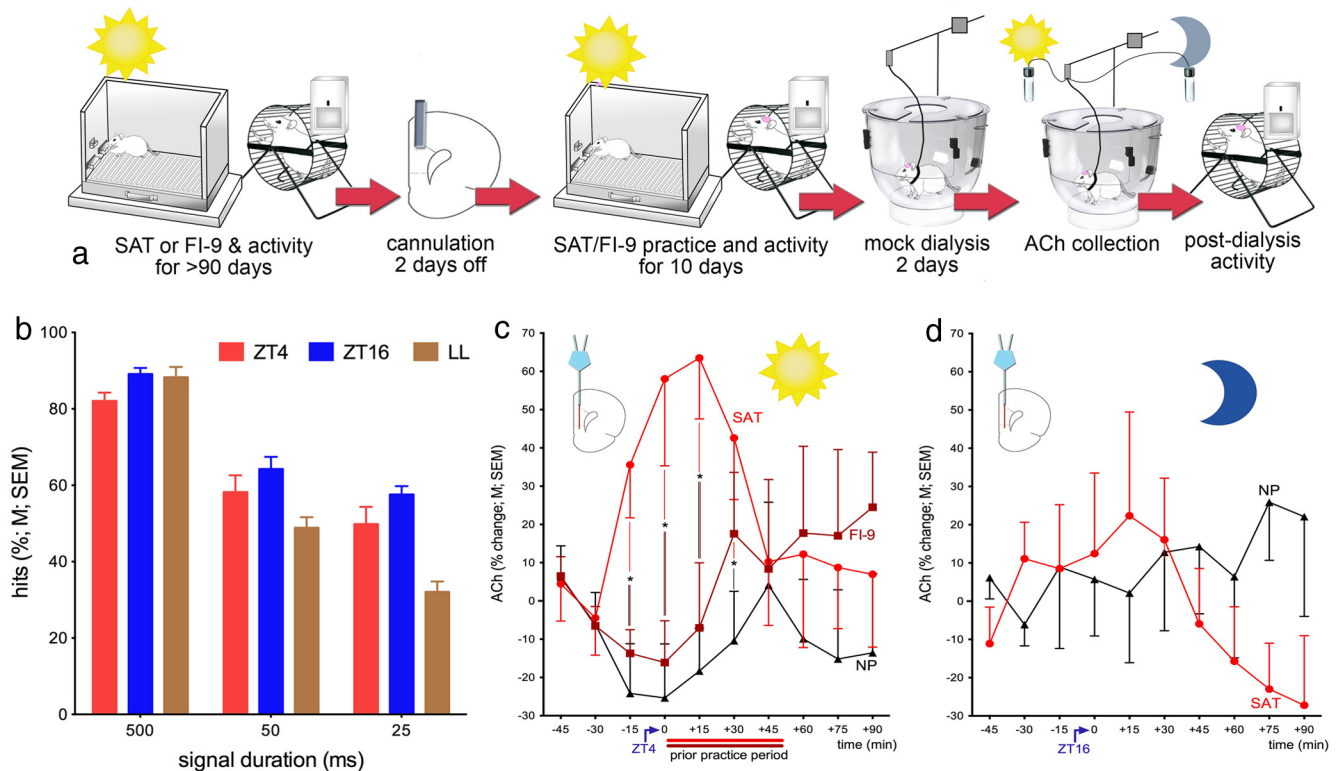 a
SAT or FI-9 & activity
for >90 days
cannulation
2 days off
SAT/FI-9 practice and activity
for 10 days
mock dialysis
2 days
ACh collection
post-dialysis
activity
b
100
80
60
40
20
0
hits (%; M; SEM)
ZT4
ZT16
LL
500
50
25
signal duration (ms)
c
70
60
50
40
30
20
10
0
-10
-20
-30
ACh (% change; M; SEM)
SAT
FI-9
NP
*
*
*
*
-45
-30
-15
0
+15
+30
+45
+60
+75
+90
ZT4
time (min)
prior practice period
d
70
60
50
40
30
20
10
0
-10
-20
-30
ACh (% change; M; SEM)
NP
SAT
-45
-30
-15
0
+15
+30
+45
+60
+75
+90
ZT16
time (min)